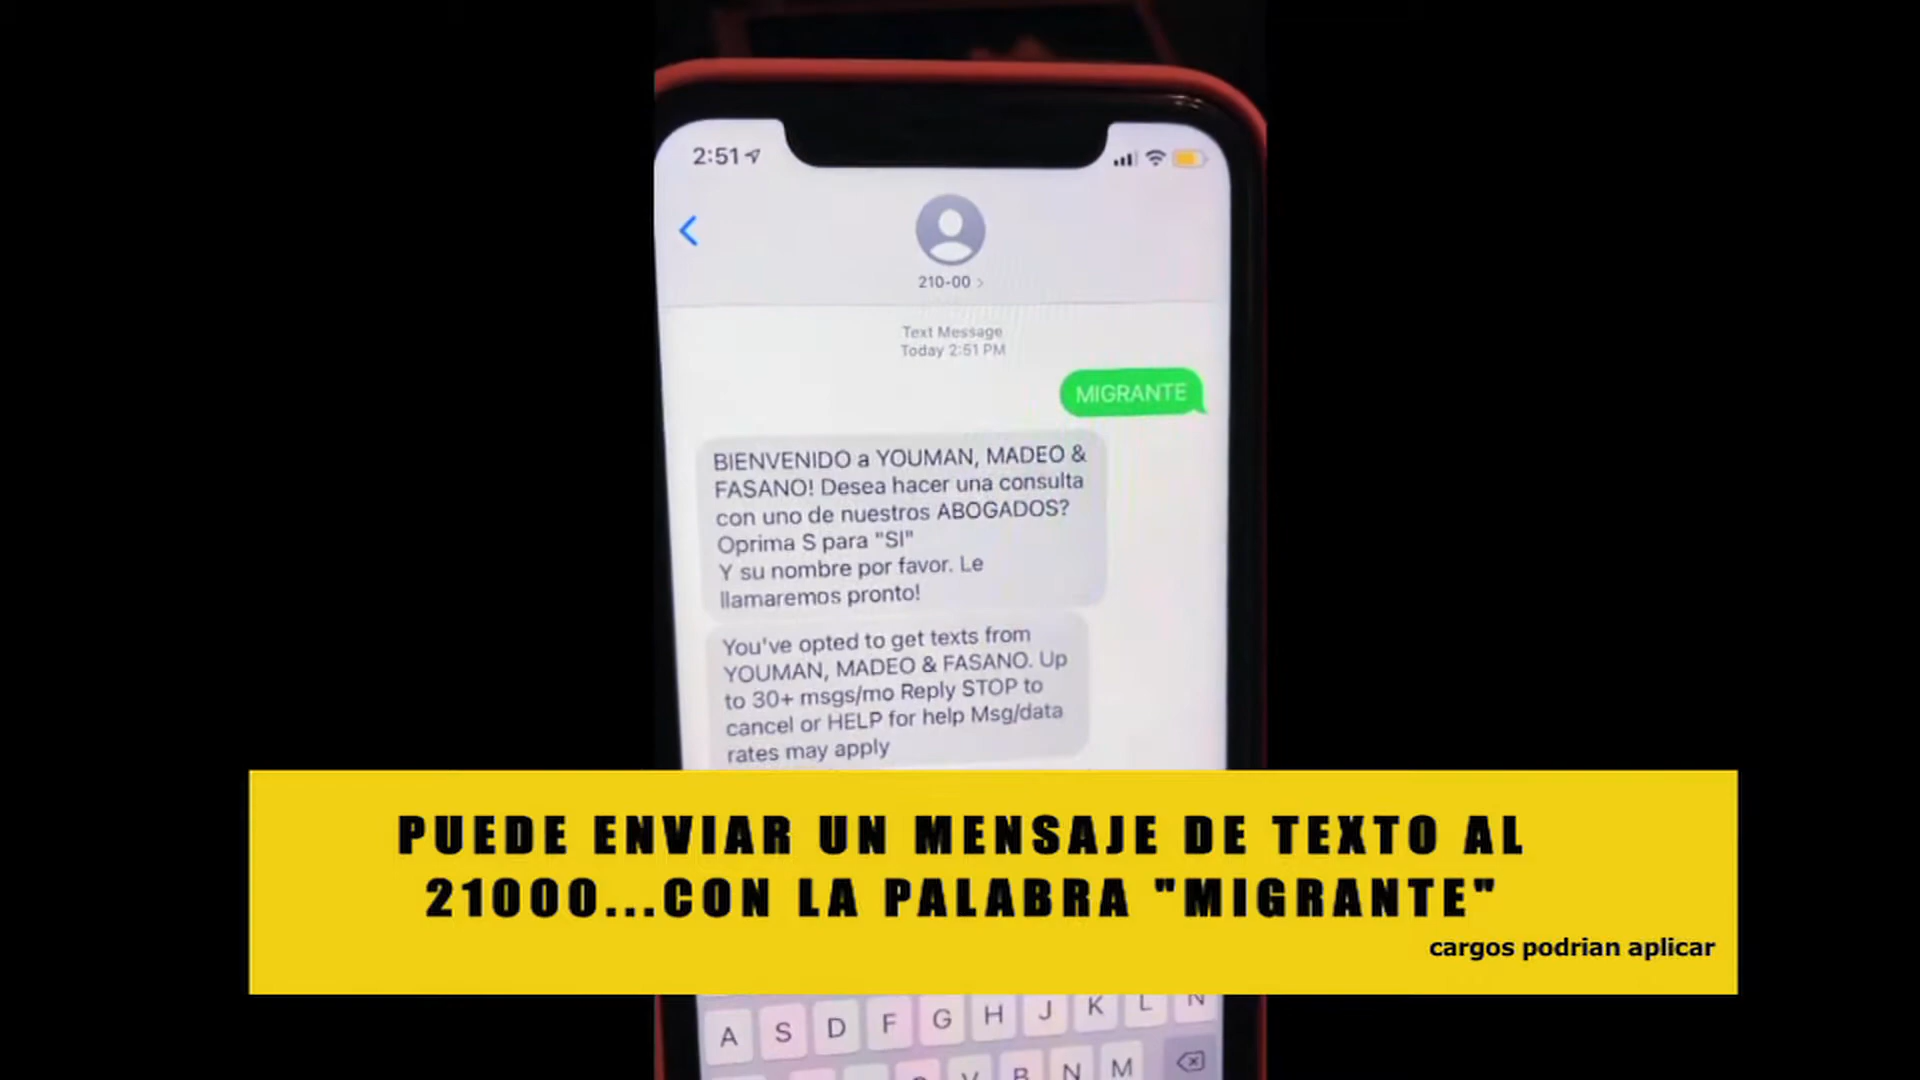 2:51
210-00 >
Text Message
Today 2:51 PM
MIGRANTE
BIENVENIDO a YOUMAN, MADEO &
FASANO! Desea hacer una consulta
con uno de nuestros ABOGADOS?
Oprima S para "SI"
Y su nombre por favor. Le
llamaremos pronto!
You've opted to get texts from
YOUMAN, MADEO & FASANO. Up
to 30+ msgs/mo Reply STOP to
cancel or HELP for help Msg/data
rates may apply
PUEDE ENVIAR UN MENSAJE DE TEXTO AL
21000...CON LA PALABRA "MIGRANTE"
cargos podrian aplicar
A S D F G H J K L Ñ
V B N M